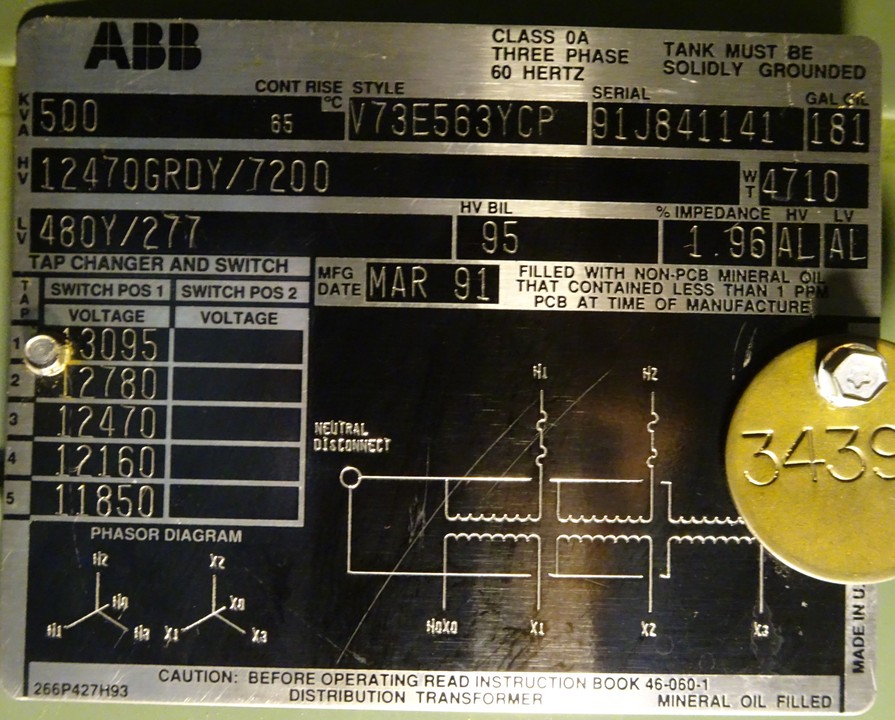 ABB
CLASS OA
THREE PHASE
60 HERTZ
TANK MUST BE
SOLIDLY GROUNDED
KVA 500
CONT RISE °C 65
STYLE V73E563YCP
SERIAL 91J841141
GAL OIL 181
HV 12470GRDY/7200
WT 4710
LV 480Y/277
HV BIL 95
% IMPEDANCE 1.96
HV AL
LV AL
TAP CHANGER AND SWITCH
TAP SWITCH POS 1 SWITCH POS 2
VOLTAGE VOLTAGE
1 13095
2 12780
3 12470
4 12160
5 11850
MFG DATE MAR 91
FILLED WITH NON-PCB MINERAL OIL
THAT CONTAINED LESS THAN 1 PPM
PCB AT TIME OF MANUFACTURE
H1 H2
NEUTRAL
DISCONNECT
3439
H0X0 X1 X2 X3
PHASOR DIAGRAM
H2 X2
H0 X0
H1 H3 X1 X3
MADE IN U.
CAUTION: BEFORE OPERATING READ INSTRUCTION BOOK 46-060-1
266P427H93 DISTRIBUTION TRANSFORMER MINERAL OIL FILLED